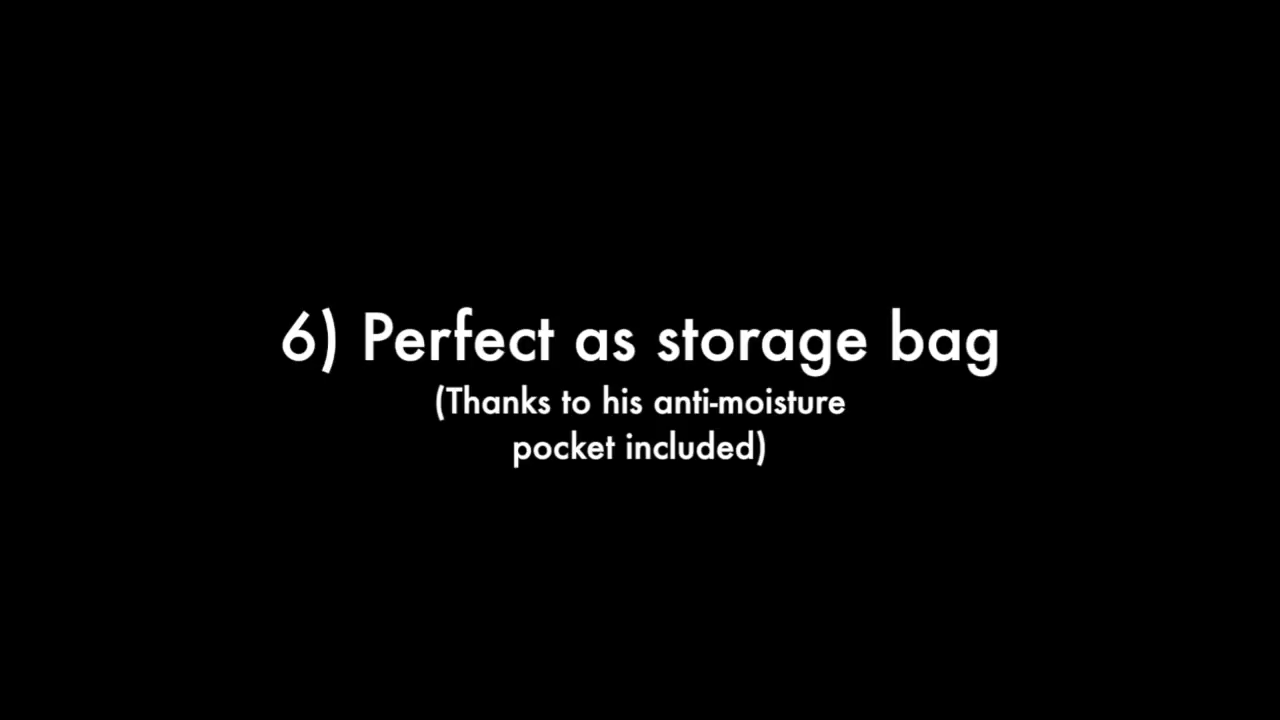 6) Perfect as storage bag
(Thanks to his anti-moisture
pocket included)